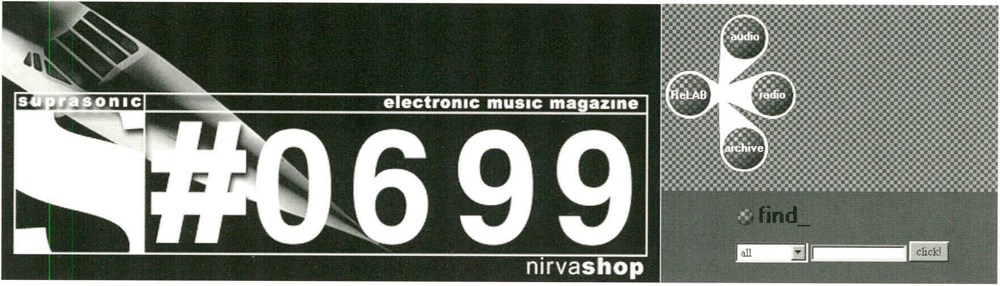 suprasonic
electronic music magazine
#0699
nirvashop
audio
ReLAB
radio
archive
find_
all
click!